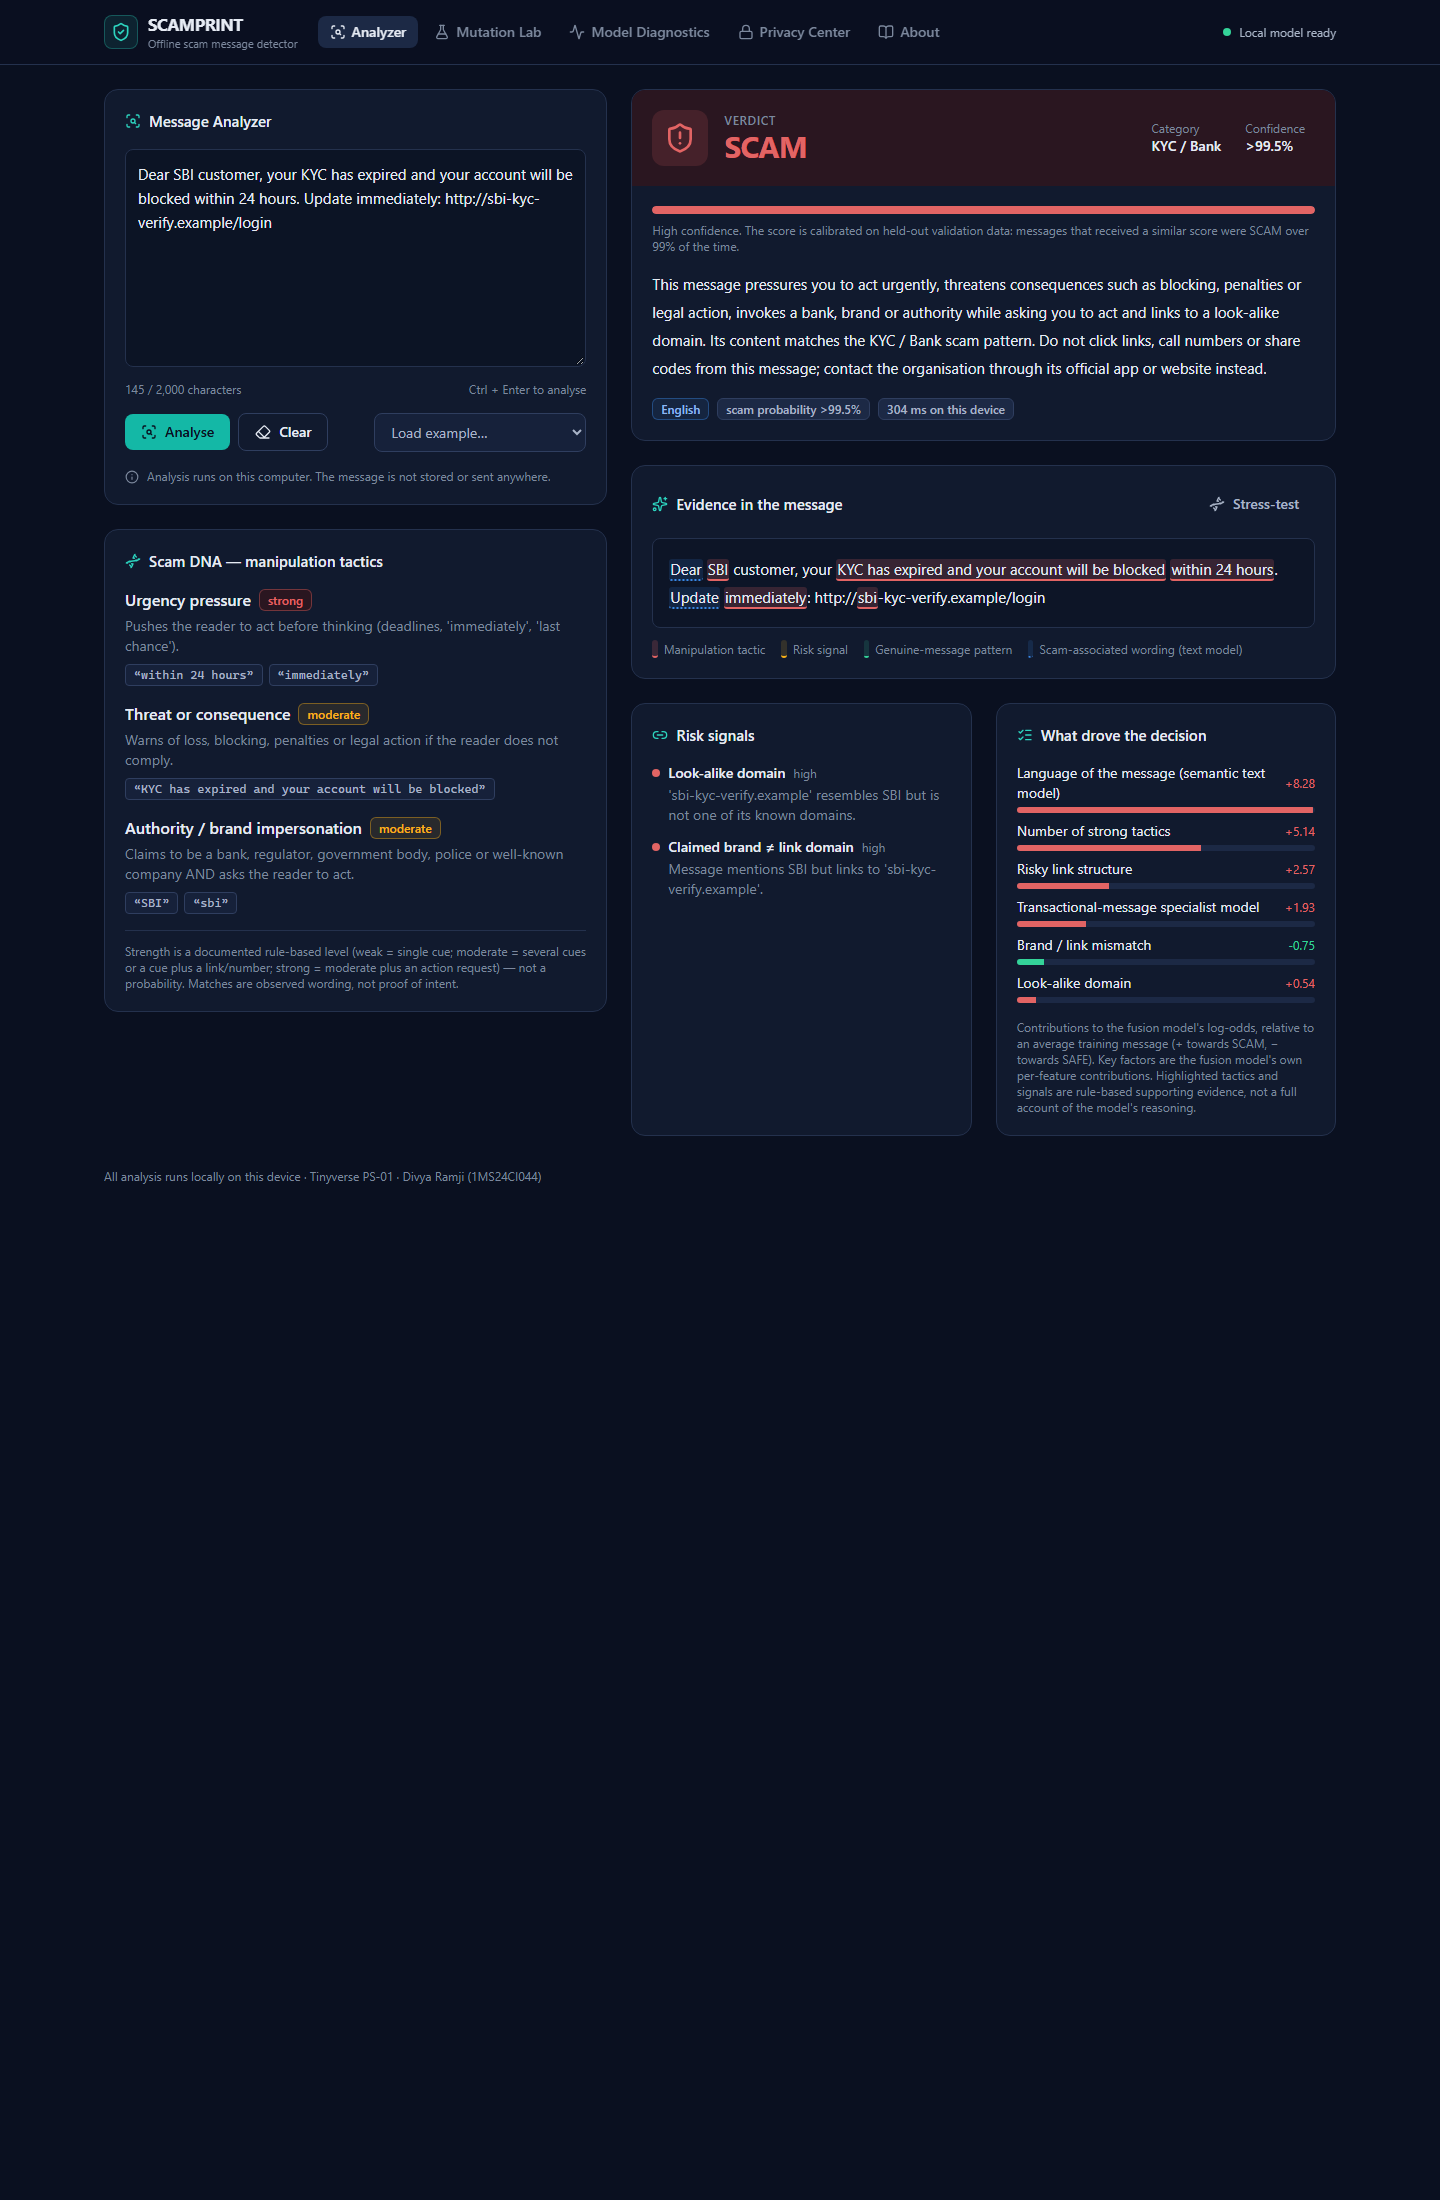 SCAMPRINT
Offline scam message detector
Analyzer
Mutation Lab
Model Diagnostics
Privacy Center
About
Local model ready
Message Analyzer
Dear SBI customer, your KYC has expired and your account will be
blocked within 24 hours. Update immediately: http://sbi-kyc-
verify.example/login
145 / 2,000 characters
Ctrl + Enter to analyse
Analyse
Clear
Load example...
Analysis runs on this computer. The message is not stored or sent anywhere.
Scam DNA — manipulation tactics
Urgency pressure strong
Pushes the reader to act before thinking (deadlines, 'immediately', 'last
chance').
“within 24 hours” “immediately”
Threat or consequence moderate
Warns of loss, blocking, penalties or legal action if the reader does not
comply.
“KYC has expired and your account will be blocked”
Authority / brand impersonation moderate
Claims to be a bank, regulator, government body, police or well-known
company AND asks the reader to act.
“SBI” “sbi”
Strength is a documented rule-based level (weak = single cue; moderate = several cues
or a cue plus a link/number; strong = moderate plus an action request) — not a
probability. Matches are observed wording, not proof of intent.
VERDICT
SCAM
Category
KYC / Bank
Confidence
>99.5%
High confidence. The score is calibrated on held-out validation data: messages that received a similar score were SCAM over
99% of the time.
This message pressures you to act urgently, threatens consequences such as blocking, penalties or
legal action, invokes a bank, brand or authority while asking you to act and links to a look-alike
domain. Its content matches the KYC / Bank scam pattern. Do not click links, call numbers or share
codes from this message; contact the organisation through its official app or website instead.
English
scam probability >99.5%
304 ms on this device
Evidence in the message
Stress-test
Dear SBI customer, your KYC has expired and your account will be blocked within 24 hours.
Update immediately: http://sbi-kyc-verify.example/login
Manipulation tactic
Risk signal
Genuine-message pattern
Scam-associated wording (text model)
Risk signals
Look-alike domain high
'sbi-kyc-verify.example' resembles SBI but is
not one of its known domains.
Claimed brand ≠ link domain high
Message mentions SBI but links to 'sbi-kyc-
verify.example'.
What drove the decision
Language of the message (semantic text
model)
+8.28
Number of strong tactics +5.14
Risky link structure +2.57
Transactional-message specialist model +1.93
Brand / link mismatch -0.75
Look-alike domain +0.54
Contributions to the fusion model's log-odds, relative to
an average training message (+ towards SCAM, −
towards SAFE). Key factors are the fusion model's own
per-feature contributions. Highlighted tactics and
signals are rule-based supporting evidence, not a full
account of the model's reasoning.
All analysis runs locally on this device · Tinyverse PS-01 · Divya Ramji (1MS24CI044)